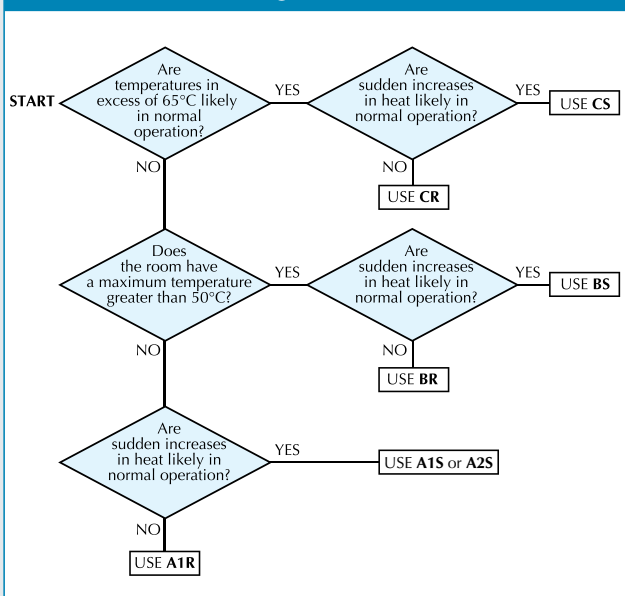 START
Are
temperatures in
excess of 65°C likely
in normal
operation?
YES
Are
sudden increases
in heat likely in
normal operation?
YES
USE CS
NO
NO
USE CR
Does
the room have
a maximum temperature
greater than 50°C?
YES
Are
sudden increases
in heat likely in
normal operation?
YES
USE BS
NO
NO
USE BR
Are
sudden increases
in heat likely in
normal operation?
YES
USE A1S or A2S
NO
USE A1R